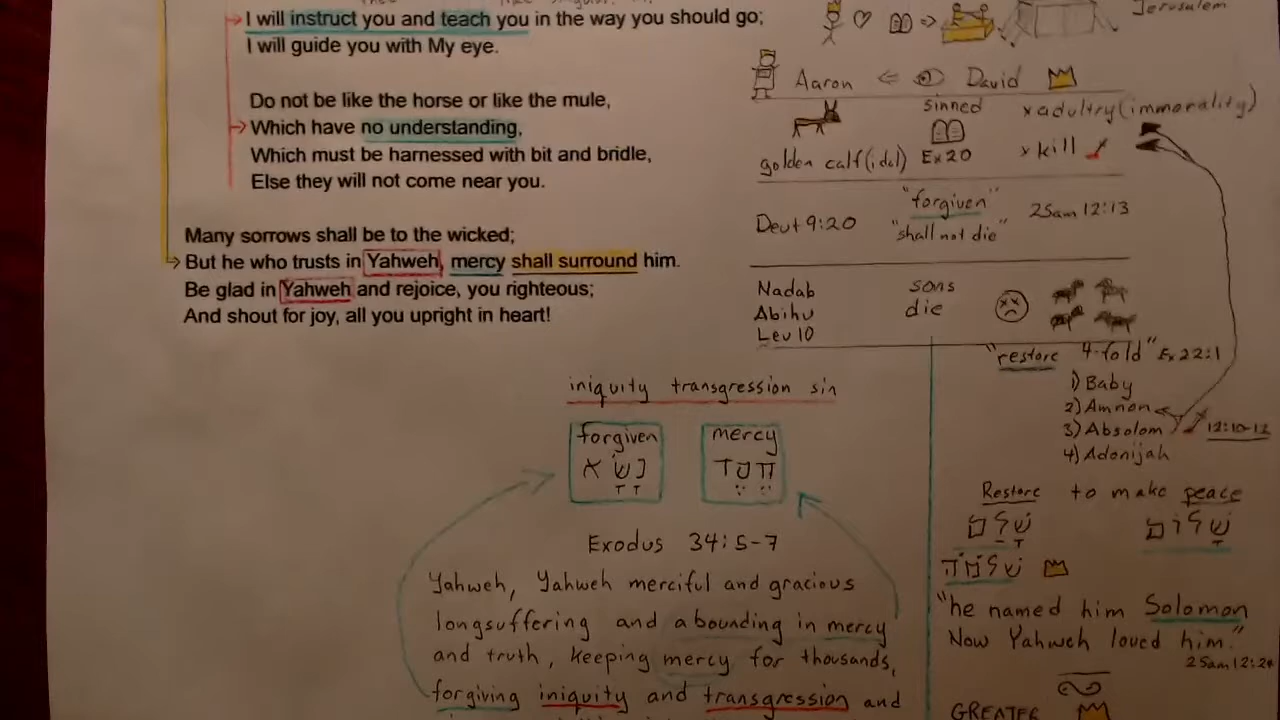 I will instruct you and teach you in the way you should go;
I will guide you with My eye.
Do not be like the horse or like the mule,
Which have no understanding,
Which must be harnessed with bit and bridle,
Else they will not come near you.
Many sorrows shall be to the wicked;
But he who trusts in Yahweh, mercy shall surround him.
Be glad in Yahweh and rejoice, you righteous;
And shout for joy, all you upright in heart!
Jerusalem
Aaron David
sinned x adultry (immorality)
golden calf (idol) Ex 20 x kill
Deut 9:20 "forgiven" 2 Sam 12:13
"shall not die"
Nadab sons
Abihu die
Lev 10
"restore 4-fold" Ex 22:1
1) Baby
2) Amnon
3) Absolom 12:10-12
4) Adonijah
Restore to make peace
שָׁלַם שָׁלוֹם
שלמה
"he named him Solomon
Now Yahweh loved him."
2 Sam 12:24
GREATER
iniquity transgression sin
forgiven mercy
נָשָׂא חֶסֶד
Exodus 34:5-7
Yahweh, Yahweh merciful and gracious
longsuffering and abounding in mercy
and truth, keeping mercy for thousands,
forgiving iniquity and transgression and